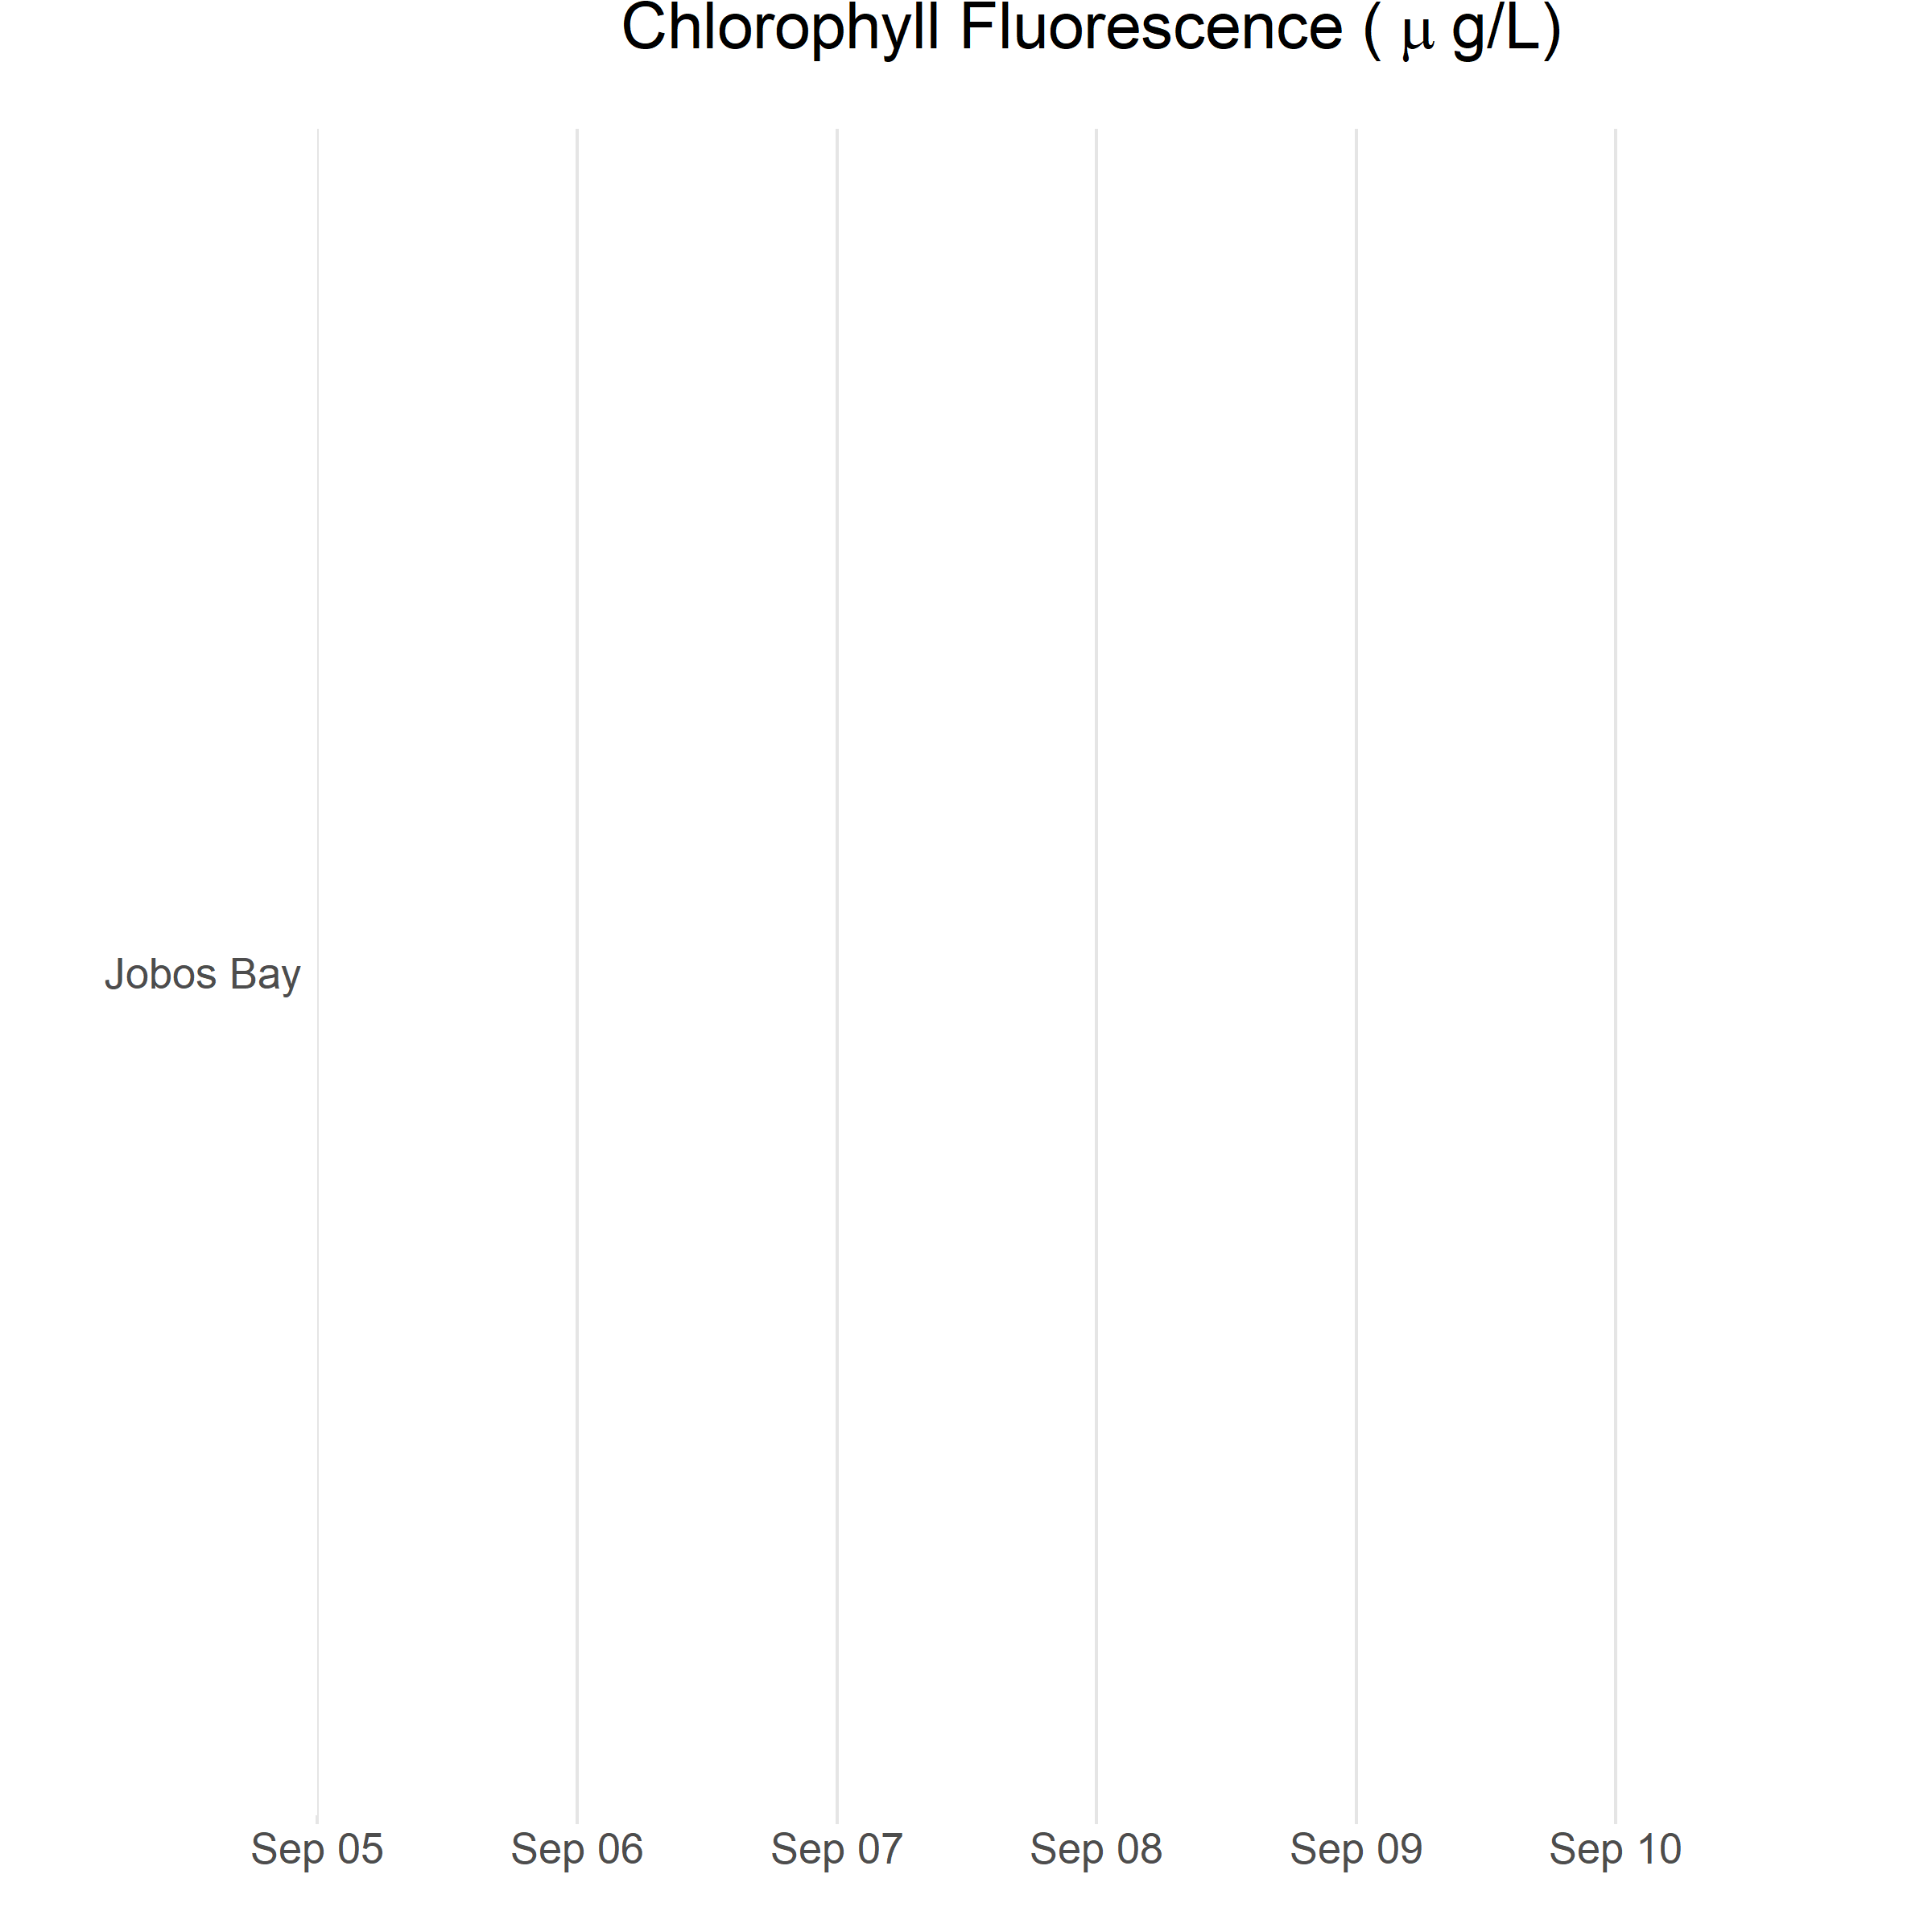 Chlorophyll Fluorescence ( μ g/L)
Jobos Bay
Sep 05 Sep 06 Sep 07 Sep 08 Sep 09 Sep 10